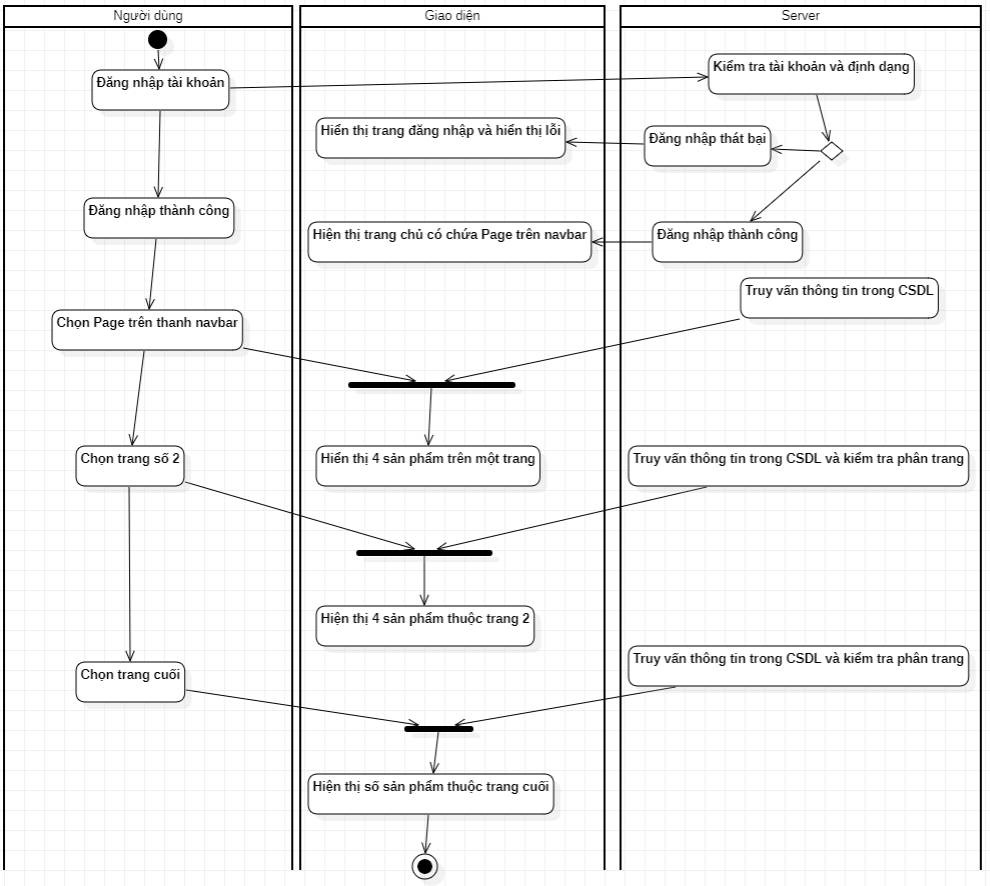 Người dùng
Giao diện
Server
Đăng nhập tài khoản
Kiểm tra tài khoản và định dạng
Hiển thị trang đăng nhập và hiển thị lỗi
Đăng nhập thát bại
Đăng nhập thành công
Hiện thị trang chủ có chứa Page trên navbar
Đăng nhập thành công
Truy vấn thông tin trong CSDL
Chọn Page trên thanh navbar
Chọn trang số 2
Hiển thị 4 sản phẩm trên một trang
Truy vấn thông tin trong CSDL và kiểm tra phân trang
Hiện thị 4 sản phẩm thuộc trang 2
Chọn trang cuối
Truy vấn thông tin trong CSDL và kiểm tra phân trang
Hiện thị số sản phẩm thuộc trang cuối